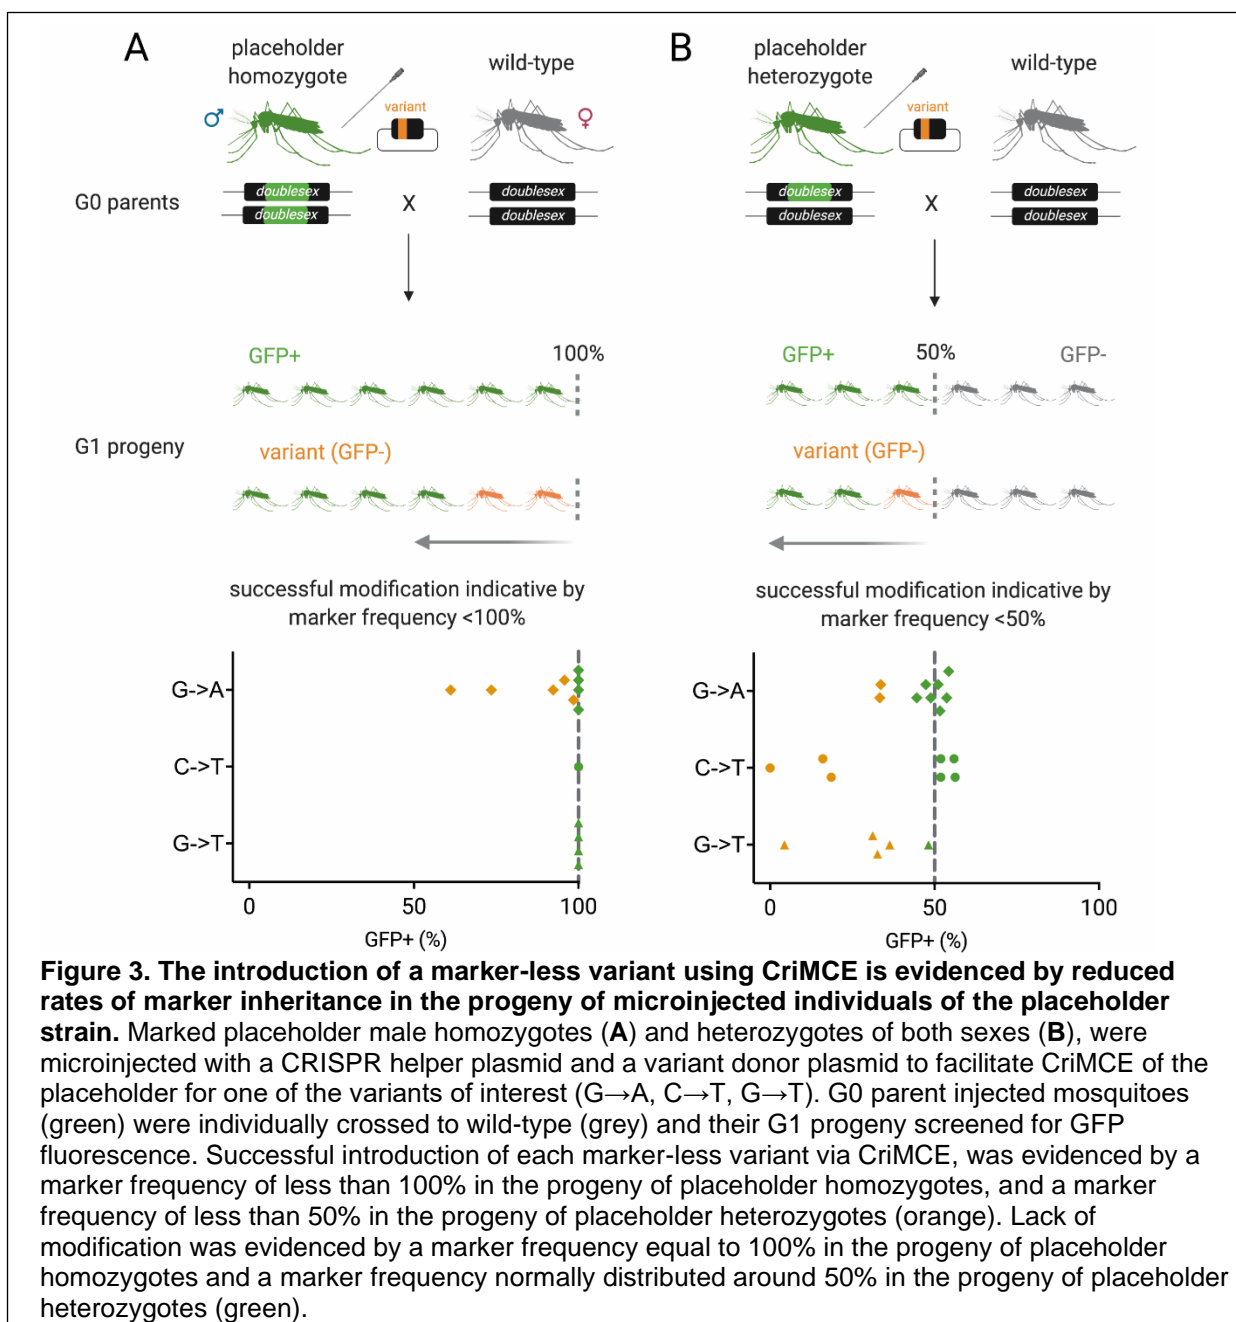 A
placeholder
homozygote
variant
♂
wild-type
♀
G0 parents
doublesex
doublesex
X
doublesex
doublesex
GFP+
100%
G1 progeny
variant (GFP-)
successful modification indicative by
marker frequency <100%
G->A
C->T
G->T
0
50
100
GFP+ (%)
B
placeholder
heterozygote
variant
wild-type
doublesex
doublesex
X
doublesex
doublesex
GFP+
50%
GFP-
variant (GFP-)
successful modification indicative by
marker frequency <50%
G->A
C->T
G->T
0
50
100
GFP+ (%)
Figure 3. The introduction of a marker-less variant using CriMCE is evidenced by reduced
rates of marker inheritance in the progeny of microinjected individuals of the placeholder
strain. Marked placeholder male homozygotes (A) and heterozygotes of both sexes (B), were
microinjected with a CRISPR helper plasmid and a variant donor plasmid to facilitate CriMCE of the
placeholder for one of the variants of interest (G→A, C→T, G→T). G0 parent injected mosquitoes
(green) were individually crossed to wild-type (grey) and their G1 progeny screened for GFP
fluorescence. Successful introduction of each marker-less variant via CriMCE, was evidenced by a
marker frequency of less than 100% in the progeny of placeholder homozygotes, and a marker
frequency of less than 50% in the progeny of placeholder heterozygotes (orange). Lack of
modification was evidenced by a marker frequency equal to 100% in the progeny of placeholder
homozygotes and a marker frequency normally distributed around 50% in the progeny of placeholder
heterozygotes (green).